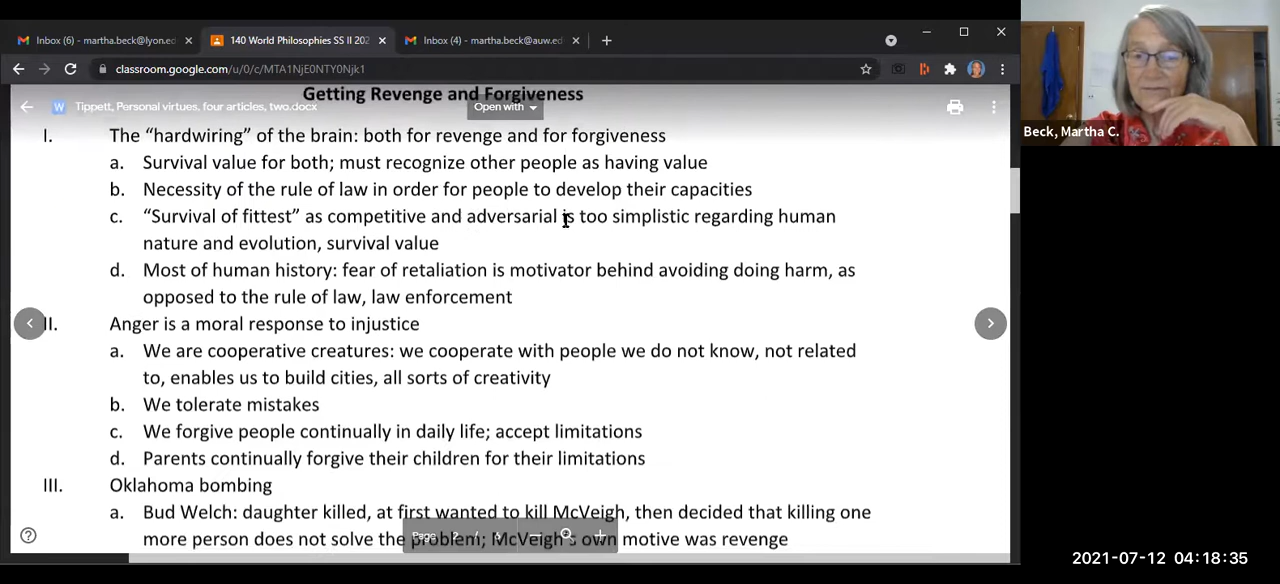 Inbox (6) - martha.beck@lyon.ed
140 World Philosophies SS II 202
Inbox (4) - martha.beck@auw.ed
classroom.google.com/u/0/c/MTA1NjE0NTY0Njk1
Getting Revenge and Forgiveness
Tippett, Personal virtues, four articles, two.docx
Open with
I. The “hardwiring” of the brain: both for revenge and for forgiveness
a. Survival value for both; must recognize other people as having value
b. Necessity of the rule of law in order for people to develop their capacities
c. “Survival of fittest” as competitive and adversarial is too simplistic regarding human
nature and evolution, survival value
d. Most of human history: fear of retaliation is motivator behind avoiding doing harm, as
opposed to the rule of law, law enforcement
II. Anger is a moral response to injustice
a. We are cooperative creatures: we cooperate with people we do not know, not related
to, enables us to build cities, all sorts of creativity
b. We tolerate mistakes
c. We forgive people continually in daily life; accept limitations
d. Parents continually forgive their children for their limitations
III. Oklahoma bombing
a. Bud Welch: daughter killed, at first wanted to kill McVeigh, then decided that killing one
more person does not solve the problem; McVeigh's own motive was revenge
Page 2 /
Beck, Martha C.
2021-07-12 04:18:35